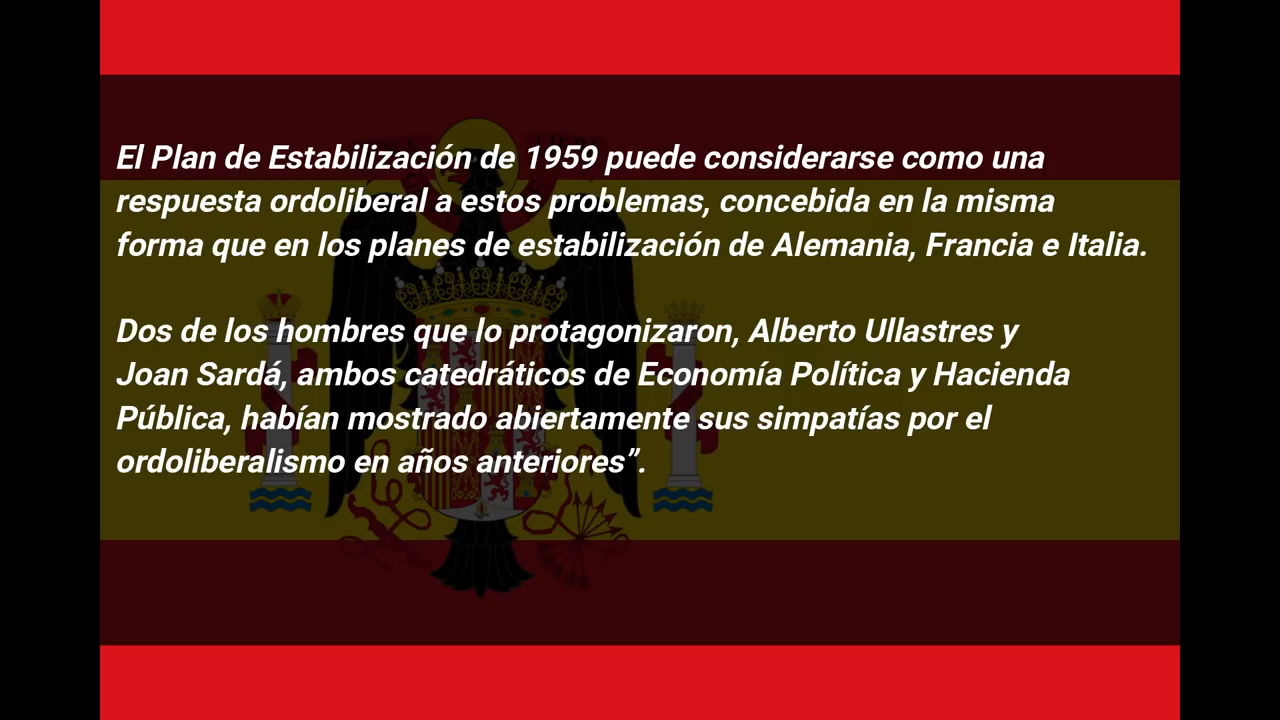 El Plan de Estabilización de 1959 puede considerarse como una
respuesta ordoliberal a estos problemas, concebida en la misma
forma que en los planes de estabilización de Alemania, Francia e Italia.
Dos de los hombres que lo protagonizaron, Alberto Ullastres y
Joan Sardá, ambos catedráticos de Economía Política y Hacienda
Pública, habían mostrado abiertamente sus simpatías por el
ordoliberalismo en años anteriores”.